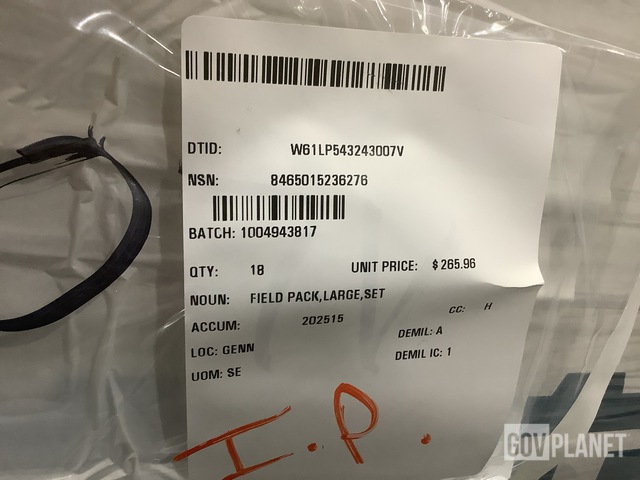 DTID: W61LP543243007V
NSN: 8465015236276
BATCH: 1004943817
QTY: 18 UNIT PRICE: $265.96
NOUN: FIELD PACK,LARGE,SET
ACCUM: 202515 CC: H
LOC: GENN DEMIL: A
UOM: SE DEMIL IC: 1
I.P.
GOVPLANET